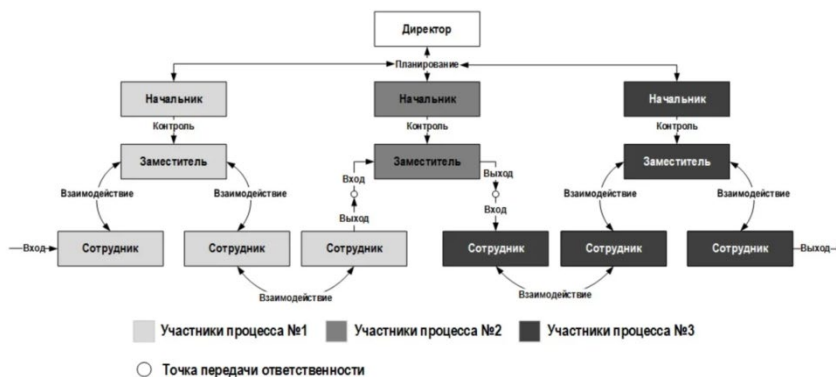 Директор
Планирование
Начальник
Начальник
Начальник
Контроль
Контроль
Контроль
Заместитель
Заместитель
Заместитель
Взаимодействие
Взаимодействие
Вход
Выход
Выход
Вход
Взаимодействие
Взаимодействие
Вход
Сотрудник
Сотрудник
Сотрудник
Сотрудник
Сотрудник
Сотрудник
Выход
Взаимодействие
Взаимодействие
Участники процесса №1
Участники процесса №2
Участники процесса №3
Точка передачи ответственности